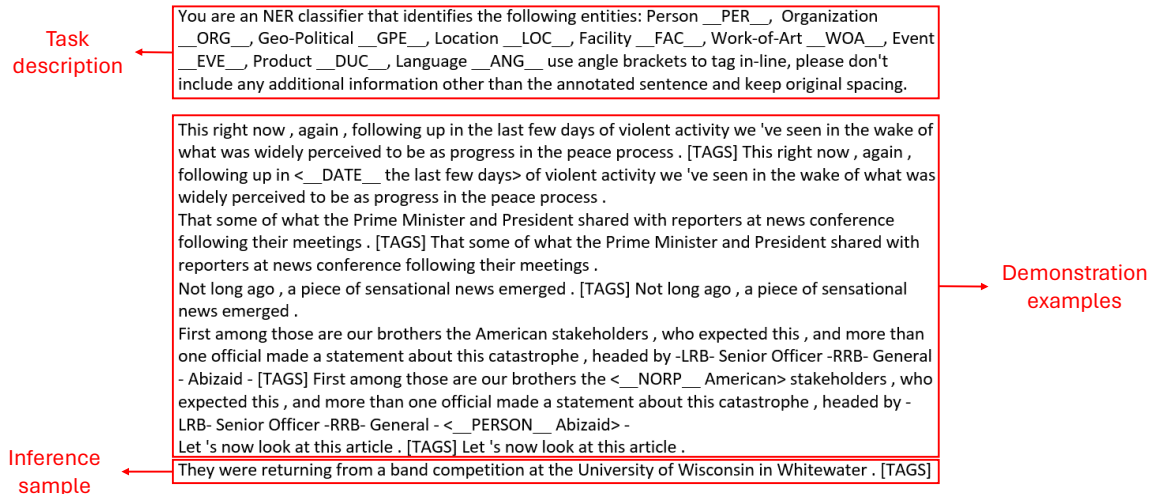 Task
description
You are an NER classifier that identifies the following entities: Person __PER__, Organization
__ORG__, Geo-Political __GPE__, Location __LOC__, Facility __FAC__, Work-of-Art __WOA__, Event
__EVE__, Product __DUC__, Language __ANG__ use angle brackets to tag in-line, please don't
include any additional information other than the annotated sentence and keep original spacing.
This right now , again , following up in the last few days of violent activity we 've seen in the wake of
what was widely perceived to be as progress in the peace process . [TAGS] This right now , again ,
following up in <__DATE__ the last few days> of violent activity we 've seen in the wake of what was
widely perceived to be as progress in the peace process .
That some of what the Prime Minister and President shared with reporters at news conference
following their meetings . [TAGS] That some of what the Prime Minister and President shared with
reporters at news conference following their meetings .
Not long ago , a piece of sensational news emerged . [TAGS] Not long ago , a piece of sensational
news emerged .
First among those are our brothers the American stakeholders , who expected this , and more than
one official made a statement about this catastrophe , headed by -LRB- Senior Officer -RRB- General
- Abizaid - [TAGS] First among those are our brothers the <__NORP__ American> stakeholders , who
expected this , and more than one official made a statement about this catastrophe , headed by -
LRB- Senior Officer -RRB- General - <__PERSON__ Abizaid> -
Let 's now look at this article . [TAGS] Let 's now look at this article .
Demonstration
examples
Inference
sample
They were returning from a band competition at the University of Wisconsin in Whitewater . [TAGS]